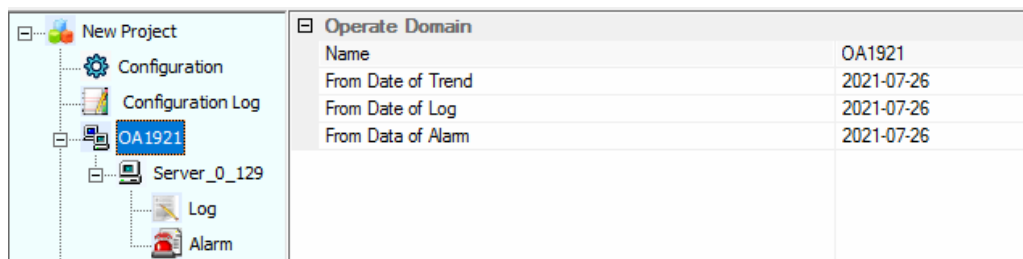 New Project
Configuration
Configuration Log
OA1921
Server_0_129
Log
Alarm
Operate Domain
Name OA1921
From Date of Trend 2021-07-26
From Date of Log 2021-07-26
From Data of Alarm 2021-07-26